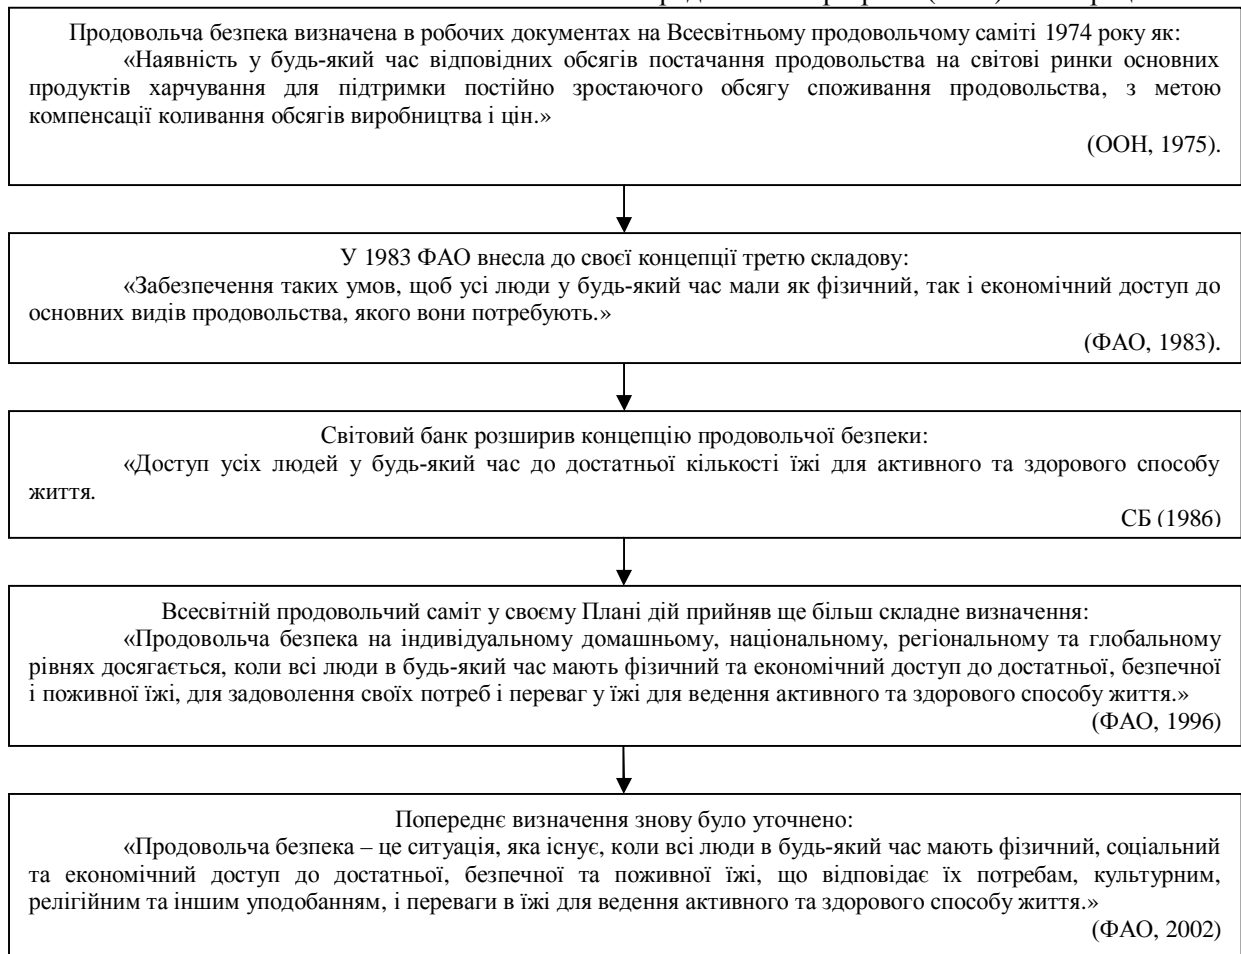 Продовольча безпека визначена в робочих документах на Всесвітньому продовольчому саміті 1974 року як:
«Наявність у будь-який час відповідних обсягів постачання продовольства на світові ринки основних
продуктів харчування для підтримки постійно зростаючого обсягу споживання продовольства, з метою
компенсації коливання обсягів виробництва і цін.»
(ООН, 1975).
У 1983 ФАО внесла до своєї концепції третю складову:
«Забезпечення таких умов, щоб усі люди у будь-який час мали як фізичний, так і економічний доступ до
основних видів продовольства, якого вони потребують.»
(ФАО, 1983).
Світовий банк розширив концепцію продовольчої безпеки:
«Доступ усіх людей у будь-який час до достатньої кількості їжі для активного та здорового способу
життя.
СБ (1986)
Всесвітній продовольчий саміт у своєму Плані дій прийняв ще більш складне визначення:
«Продовольча безпека на індивідуальному домашньому, національному, регіональному та глобальному
рівнях досягається, коли всі люди в будь-який час мають фізичний та економічний доступ до достатньої, безпечної
і поживної їжі, для задоволення своїх потреб і переваг у їжі для ведення активного та здорового способу життя.»
(ФАО, 1996)
Попереднє визначення знову було уточнено:
«Продовольча безпека – це ситуація, яка існує, коли всі люди в будь-який час мають фізичний, соціальний
та економічний доступ до достатньої, безпечної та поживної їжі, що відповідає їх потребам, культурним,
релігійним та іншим уподобанням, і переваги в їжі для ведення активного та здорового способу життя.»
(ФАО, 2002)